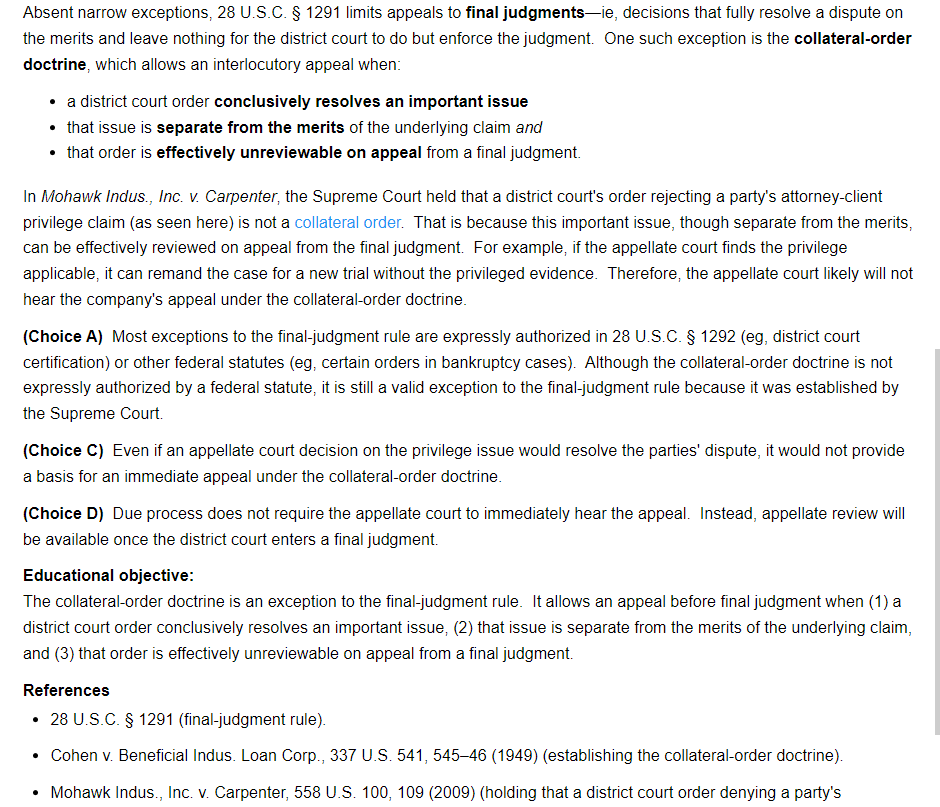 Absent narrow exceptions, 28 U.S.C. § 1291 limits appeals to final judgments—ie, decisions that fully resolve a dispute on
the merits and leave nothing for the district court to do but enforce the judgment. One such exception is the collateral-order
doctrine, which allows an interlocutory appeal when:
• a district court order conclusively resolves an important issue
• that issue is separate from the merits of the underlying claim and
• that order is effectively unreviewable on appeal from a final judgment.
In Mohawk Indus., Inc. v. Carpenter, the Supreme Court held that a district court's order rejecting a party's attorney-client
privilege claim (as seen here) is not a collateral order. That is because this important issue, though separate from the merits,
can be effectively reviewed on appeal from the final judgment. For example, if the appellate court finds the privilege
applicable, it can remand the case for a new trial without the privileged evidence. Therefore, the appellate court likely will not
hear the company's appeal under the collateral-order doctrine.
(Choice A) Most exceptions to the final-judgment rule are expressly authorized in 28 U.S.C. § 1292 (eg, district court
certification) or other federal statutes (eg, certain orders in bankruptcy cases). Although the collateral-order doctrine is not
expressly authorized by a federal statute, it is still a valid exception to the final-judgment rule because it was established by
the Supreme Court.
(Choice C) Even if an appellate court decision on the privilege issue would resolve the parties' dispute, it would not provide
a basis for an immediate appeal under the collateral-order doctrine.
(Choice D) Due process does not require the appellate court to immediately hear the appeal. Instead, appellate review will
be available once the district court enters a final judgment.
Educational objective:
The collateral-order doctrine is an exception to the final-judgment rule. It allows an appeal before final judgment when (1) a
district court order conclusively resolves an important issue, (2) that issue is separate from the merits of the underlying claim,
and (3) that order is effectively unreviewable on appeal from a final judgment.
References
• 28 U.S.C. § 1291 (final-judgment rule).
• Cohen v. Beneficial Indus. Loan Corp., 337 U.S. 541, 545–46 (1949) (establishing the collateral-order doctrine).
• Mohawk Indus., Inc. v. Carpenter, 558 U.S. 100, 109 (2009) (holding that a district court order denying a party's